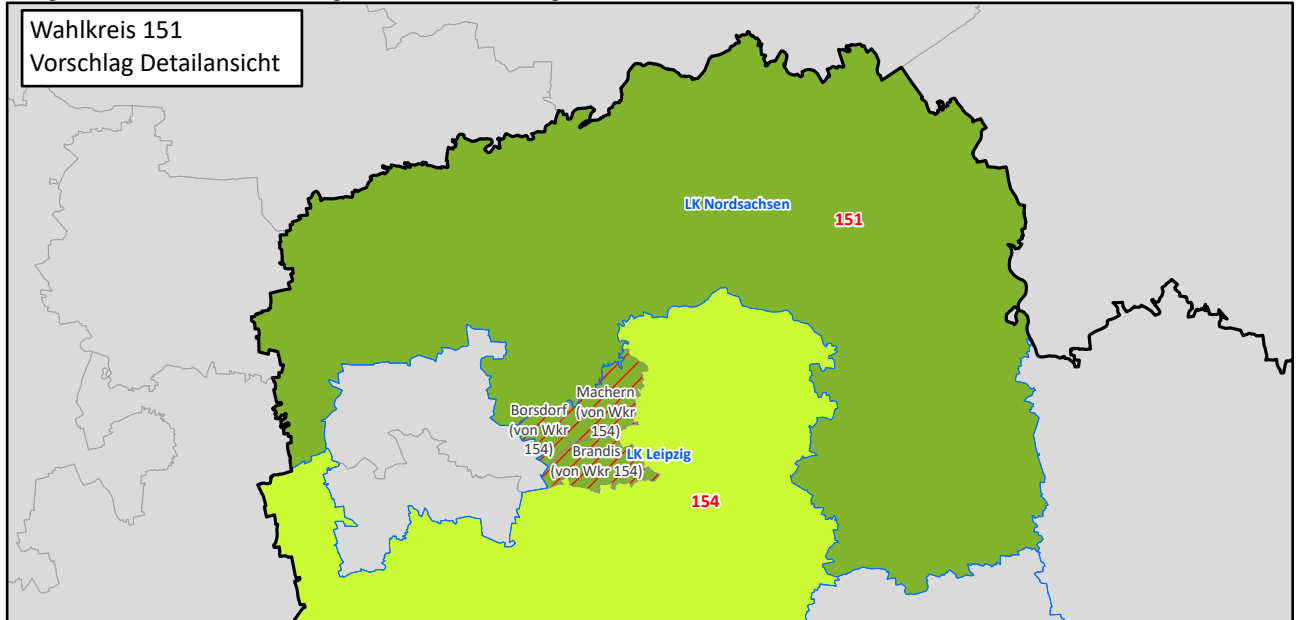 Wahlkreis 151
Vorschlag Detailansicht
LK Nordsachsen
151
Machern
(von Wkr
154)
Borsdorf
(von Wkr
154)
Brandis
(von Wkr 154)
LK Leipzig
154